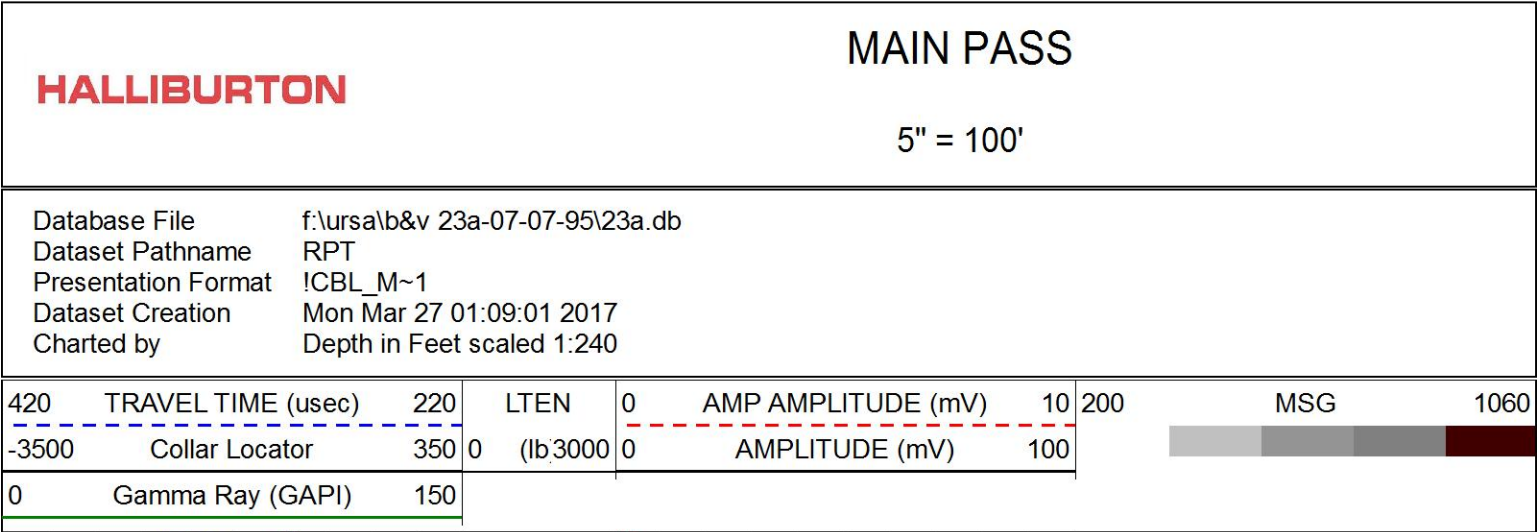 MAIN PASS
HALLIBURTON
5" = 100'
Database File f:\ursa\b&v 23a-07-07-95\23a.db
Dataset Pathname RPT
Presentation Format !CBL_M~1
Dataset Creation Mon Mar 27 01:09:01 2017
Charted by Depth in Feet scaled 1:240
420 TRAVEL TIME (usec) 220 LTEN 0 AMP AMPLITUDE (mV) 10 200 MSG 1060
-3500 Collar Locator 350 0 (lb 3000 0 AMPLITUDE (mV) 100
0 Gamma Ray (GAPI) 150